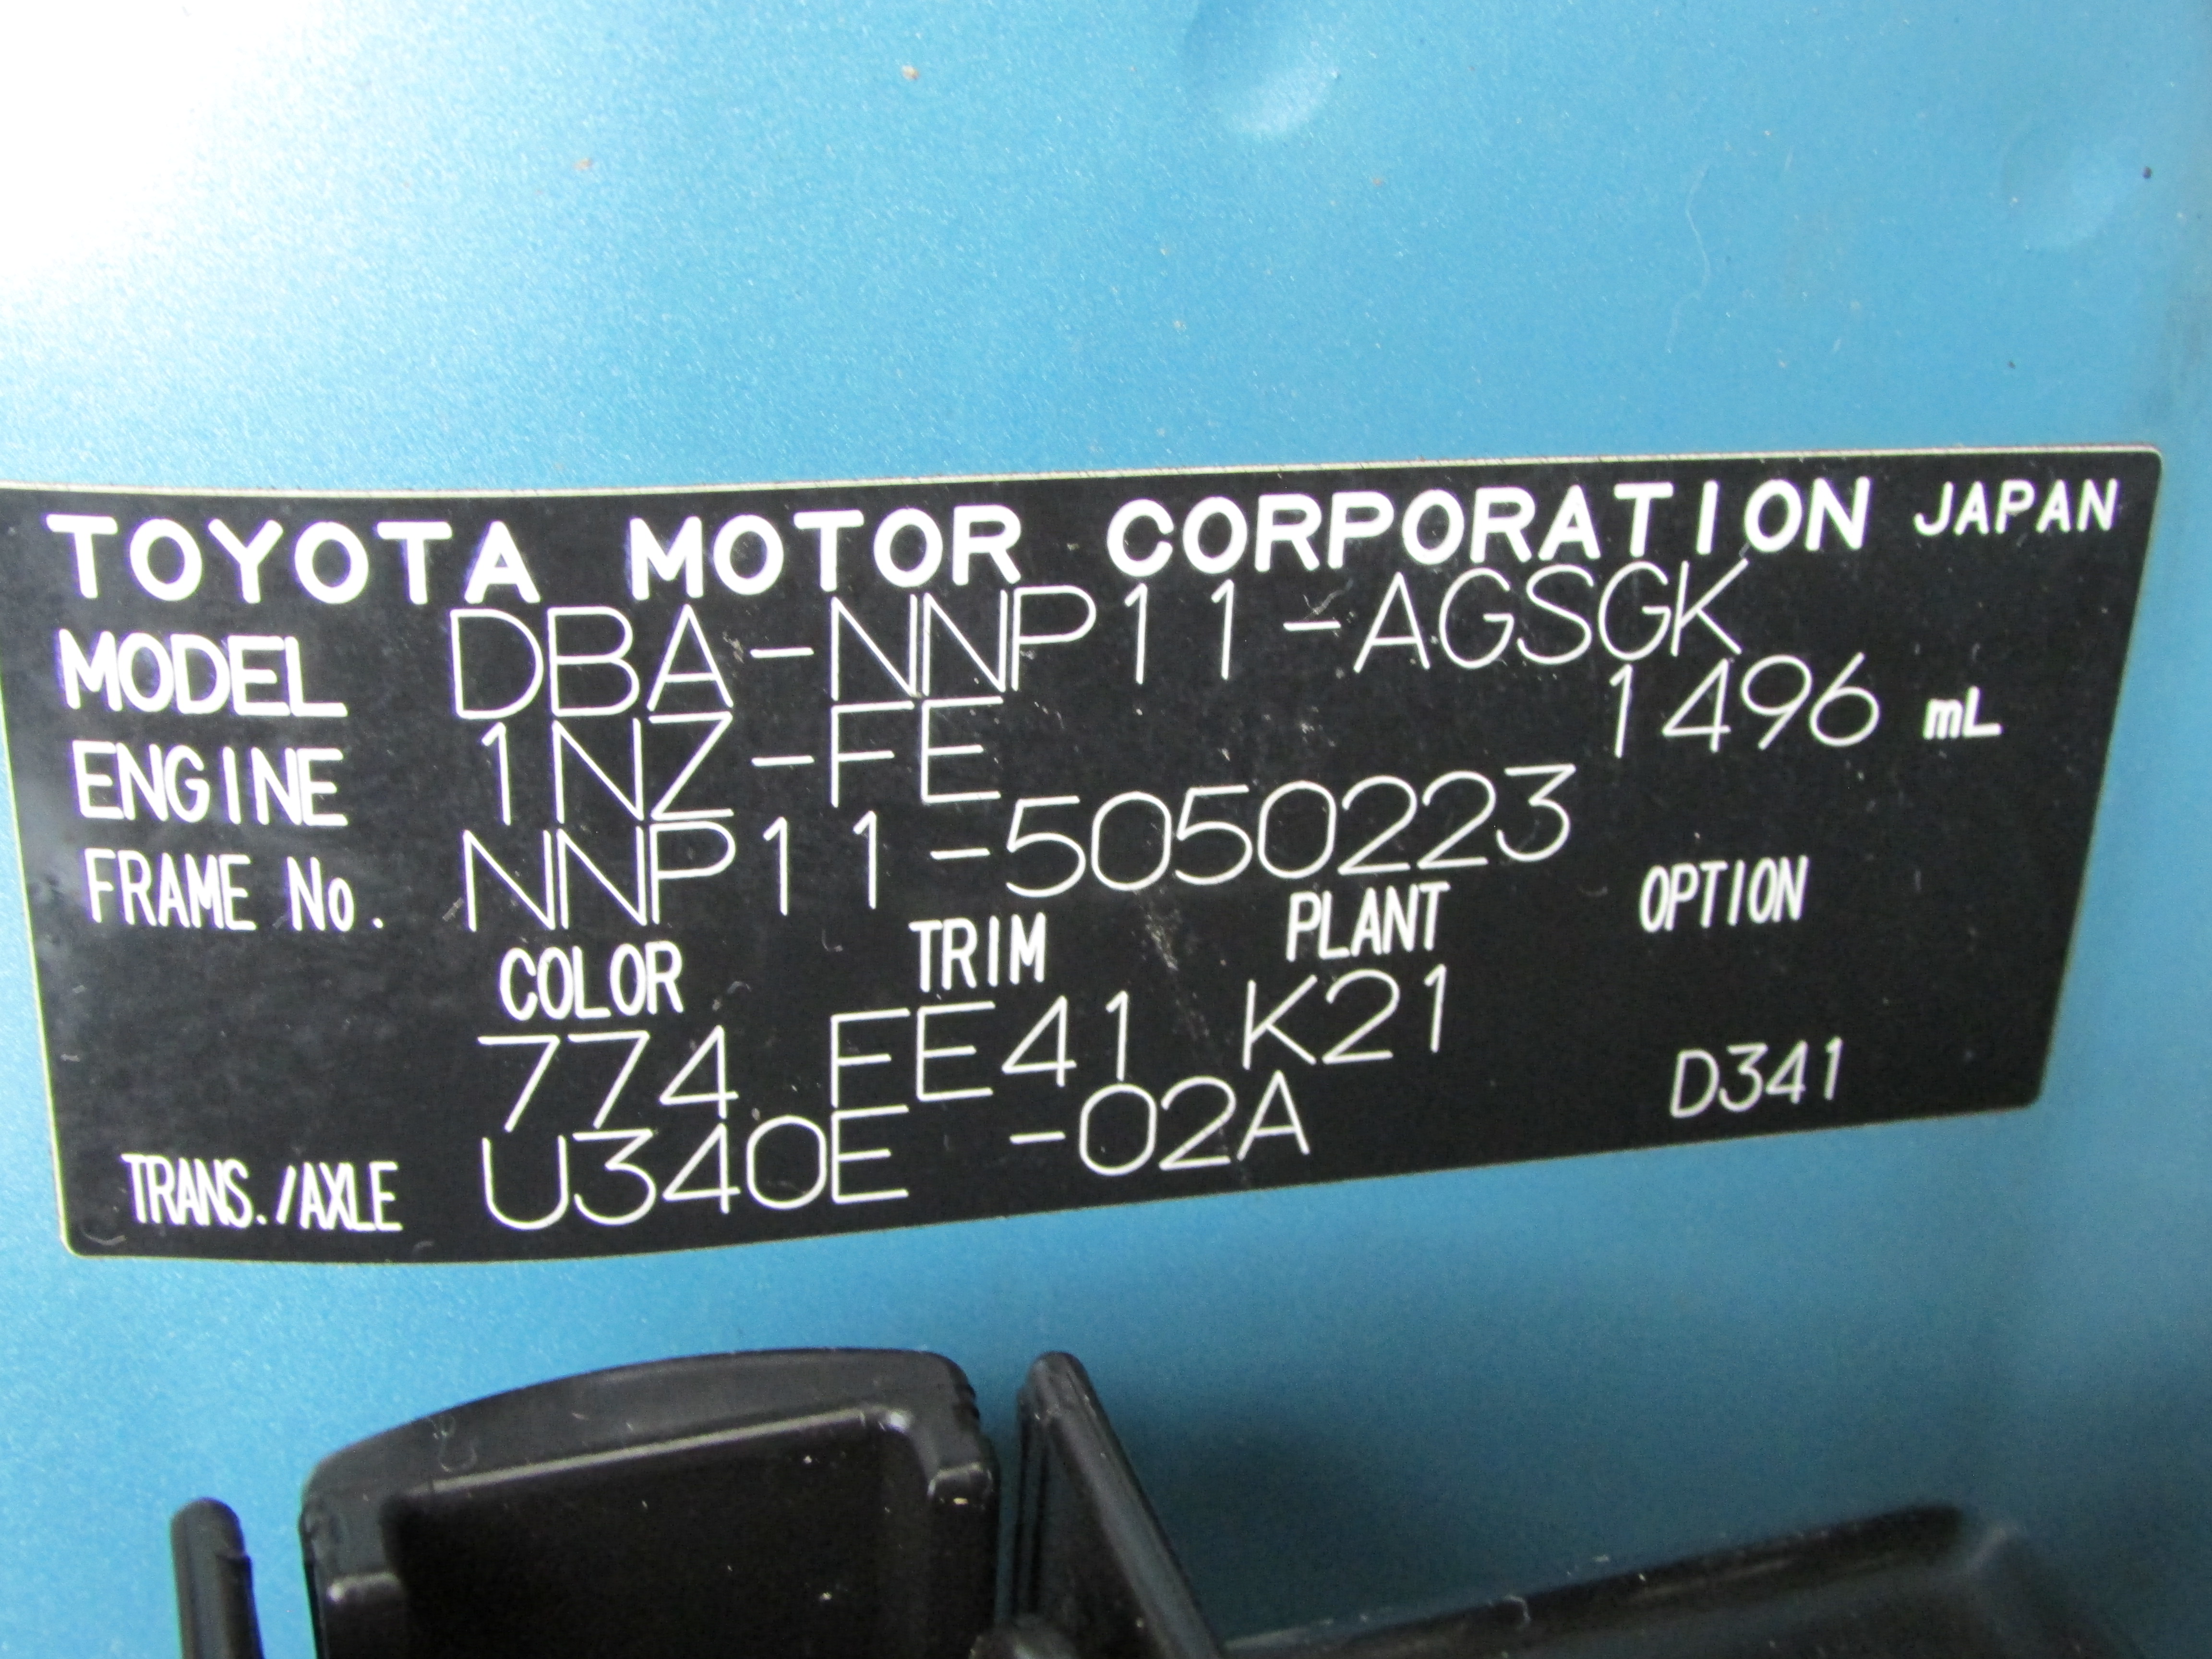 TOYOTA MOTOR CORPORATION JAPAN
MODEL DBA-NNP11-AGSGK
ENGINE 1NZ-FE 1496 mL
FRAME No. NNP11-5050223
COLOR TRIM PLANT OPTION
774 FE41 K21
TRANS./AXLE U340E -02A D341